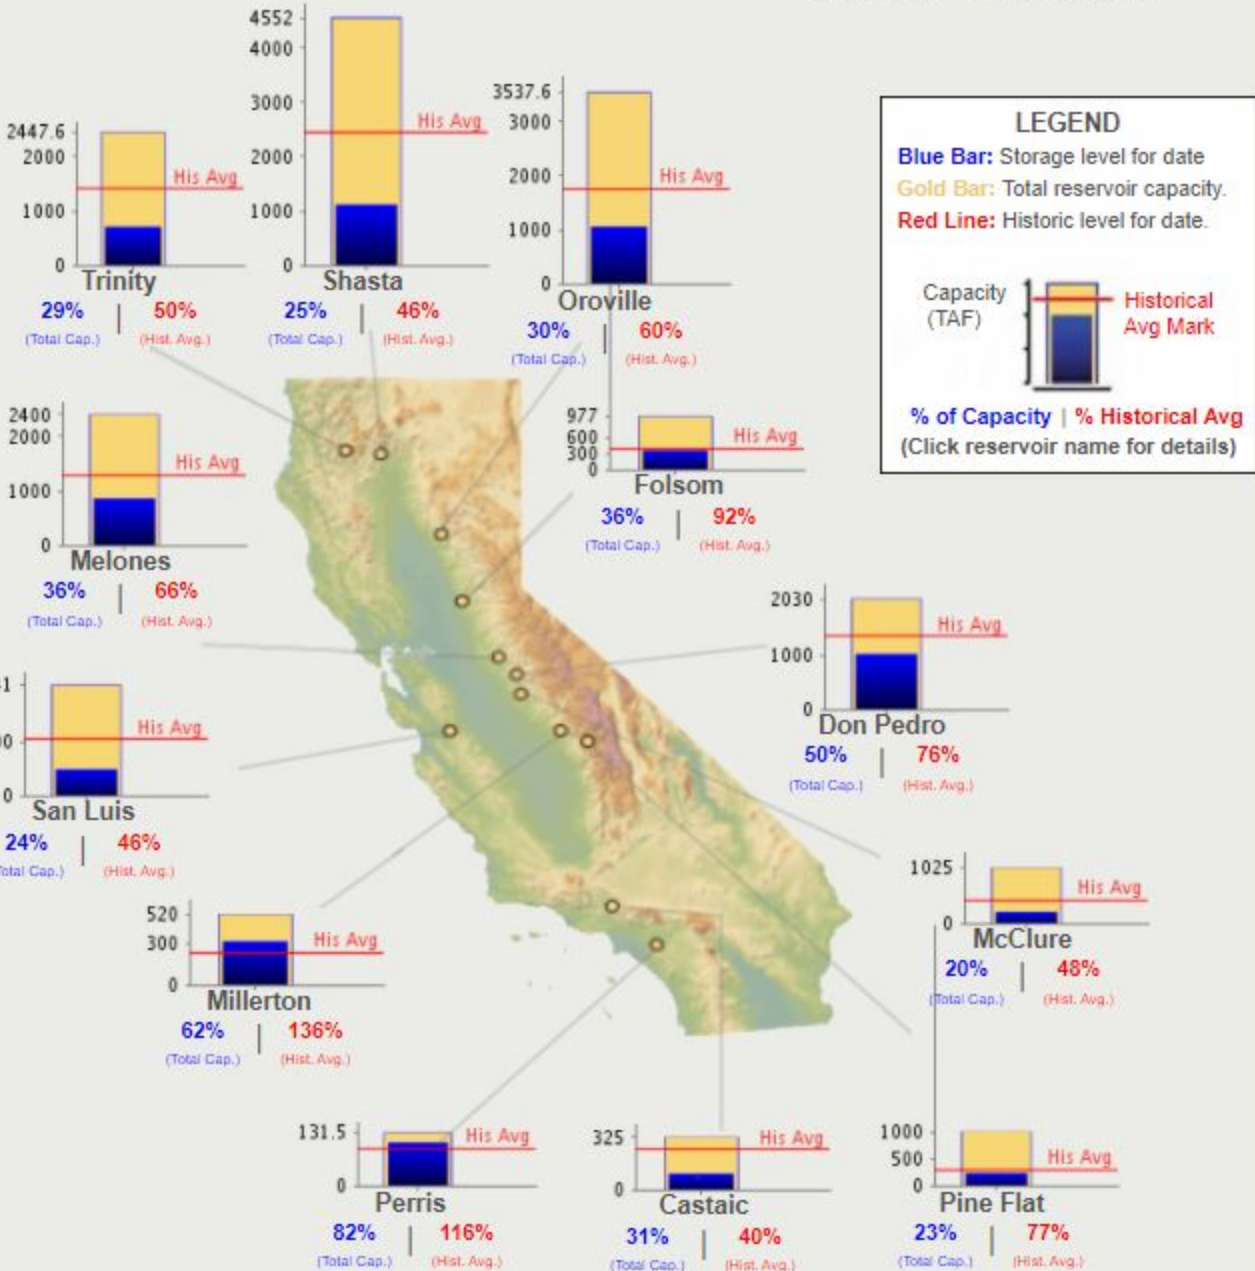 4552
4000
3000
His Avg
2000
1000
0
Shasta
25% | 46%
(Total Cap.) (Hist. Avg.)
2447.6
2000
His Avg
1000
0
Trinity
29% | 50%
(Total Cap.) (Hist. Avg.)
3537.6
3000
2000
His Avg
1000
0
Oroville
30% | 60%
(Total Cap.) (Hist. Avg.)
LEGEND
Blue Bar: Storage level for date
Gold Bar: Total reservoir capacity.
Red Line: Historic level for date.
Capacity
(TAF)
Historical
Avg Mark
% of Capacity | % Historical Avg
(Click reservoir name for details)
2400
2000
His Avg
1000
0
Melones
36% | 66%
(Total Cap.) (Hist. Avg.)
977
600
300
0
His Avg
Folsom
36% | 92%
(Total Cap.) (Hist. Avg.)
2030
His Avg
1000
0
Don Pedro
50% | 76%
(Total Cap.) (Hist. Avg.)
His Avg
0
San Luis
24% | 46%
Total Cap.) (Hist. Avg.)
1025
His Avg
0
McClure
20% | 48%
(Total Cap.) (Hist. Avg.)
520
300
His Avg
0
Millerton
62% | 136%
(Total Cap.) (Hist. Avg.)
131.5
His Avg
0
Perris
82% | 116%
(Total Cap.) (Hist. Avg.)
325
His Avg
0
Castaic
31% | 40%
(Total Cap.) (Hist. Avg.)
1000
500
His Avg
0
Pine Flat
23% | 77%
(Total Cap.) (Hist. Avg.)